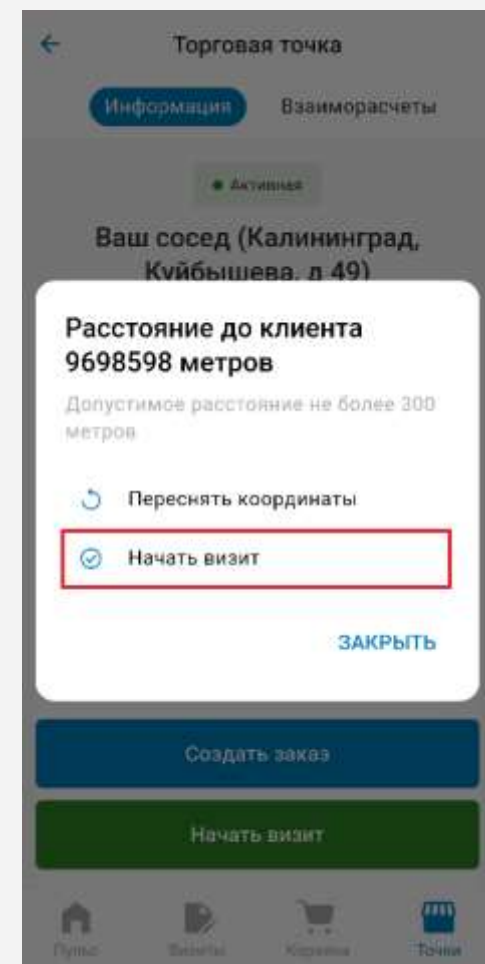 Торговая точка
Информация Взаиморасчеты
Активная
Ваш сосед (Калининград,
Куйбышева, д 49)
Расстояние до клиента
9698598 метров
Допустимое расстояние не более 300
метров
Переснять координаты
Начать визит
ЗАКРЫТЬ
Создать заказ
Начать визит
Пульс Визиты Корзина Точки